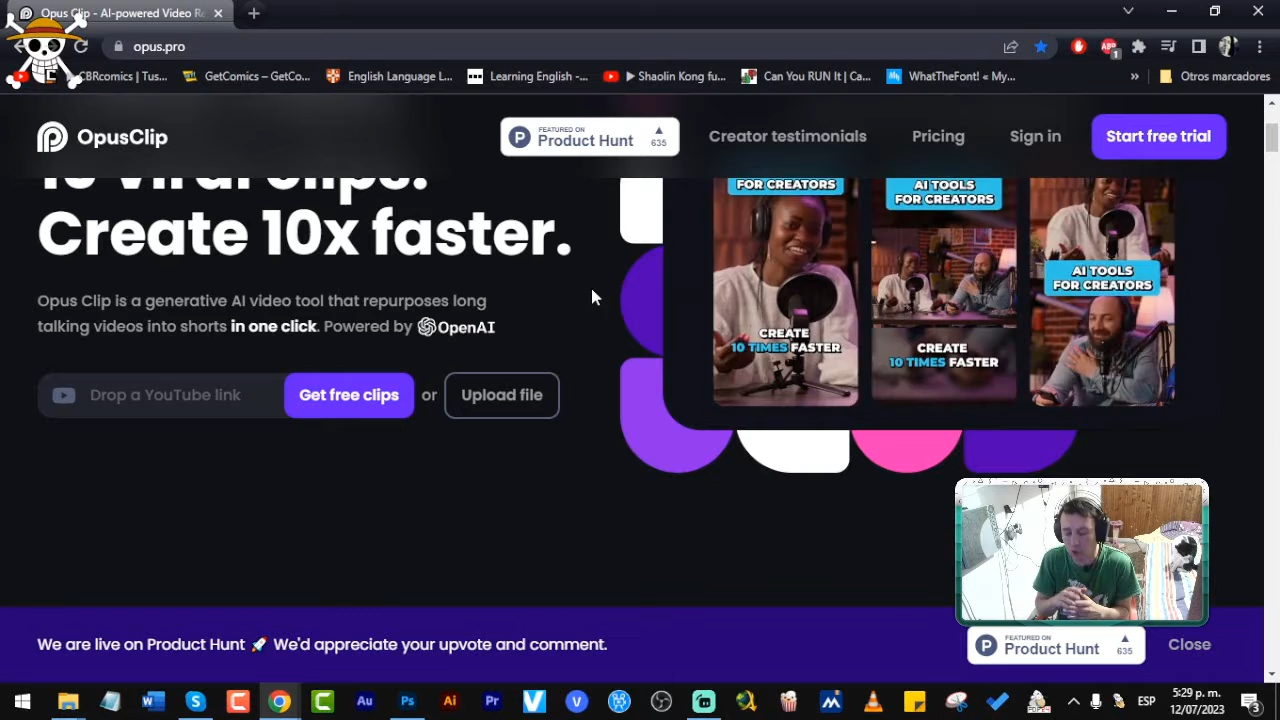 Opus Clip - AI-powered Video Re
opus.pro
CBRcomics | Tus...
GetComics – GetCo...
English Language L...
Learning English -...
▶ Shaolin Kong fu...
Can You RUN It | Ca...
WhatTheFont! « My...
»
Otros marcadores
OpusClip
FEATURED ON
Product Hunt
635
Creator testimonials
Pricing
Sign in
Start free trial
10 viral clips.
Create 10x faster.
Opus Clip is a generative AI video tool that repurposes long
talking videos into shorts in one click. Powered by OpenAI
Drop a YouTube link
Get free clips
or
Upload file
FOR CREATORS
CREATE
10 TIMES FASTER
AI TOOLS
FOR CREATORS
CREATE
10 TIMES FASTER
AI TOOLS
FOR CREATORS
We are live on Product Hunt 🚀 We'd appreciate your upvote and comment.
FEATURED ON
Product Hunt
635
Close
ESP
5:29 p. m.
12/07/2023